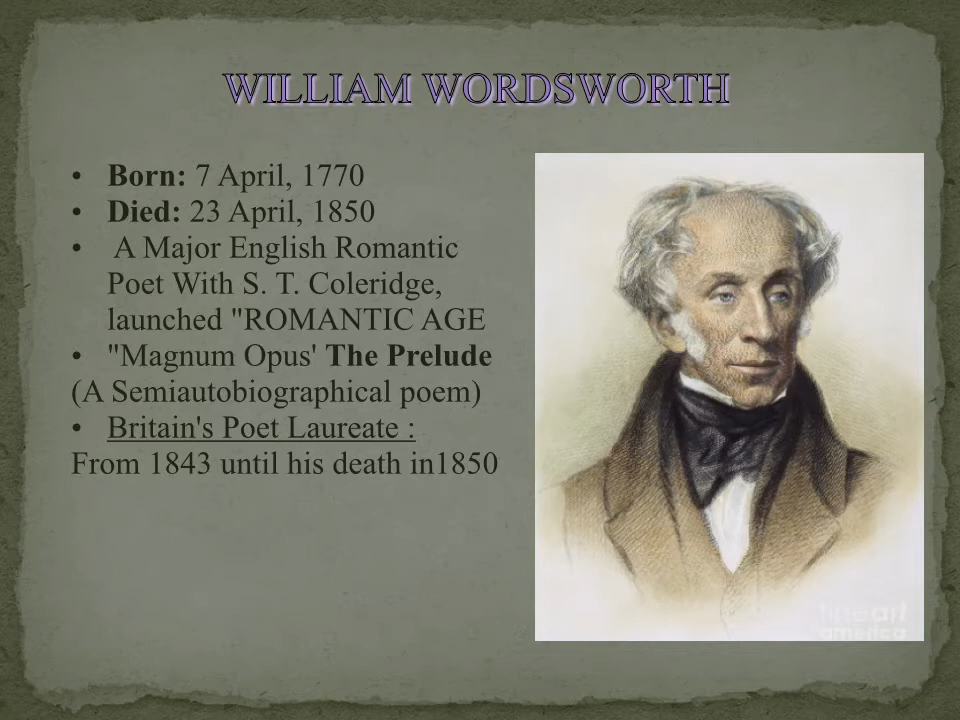 WILLIAM WORDSWORTH
• Born: 7 April, 1770
• Died: 23 April, 1850
• A Major English Romantic
Poet With S. T. Coleridge,
launched "ROMANTIC AGE
• "Magnum Opus' The Prelude
(A Semiautobiographical poem)
• Britain's Poet Laureate :
From 1843 until his death in1850
fineart
america